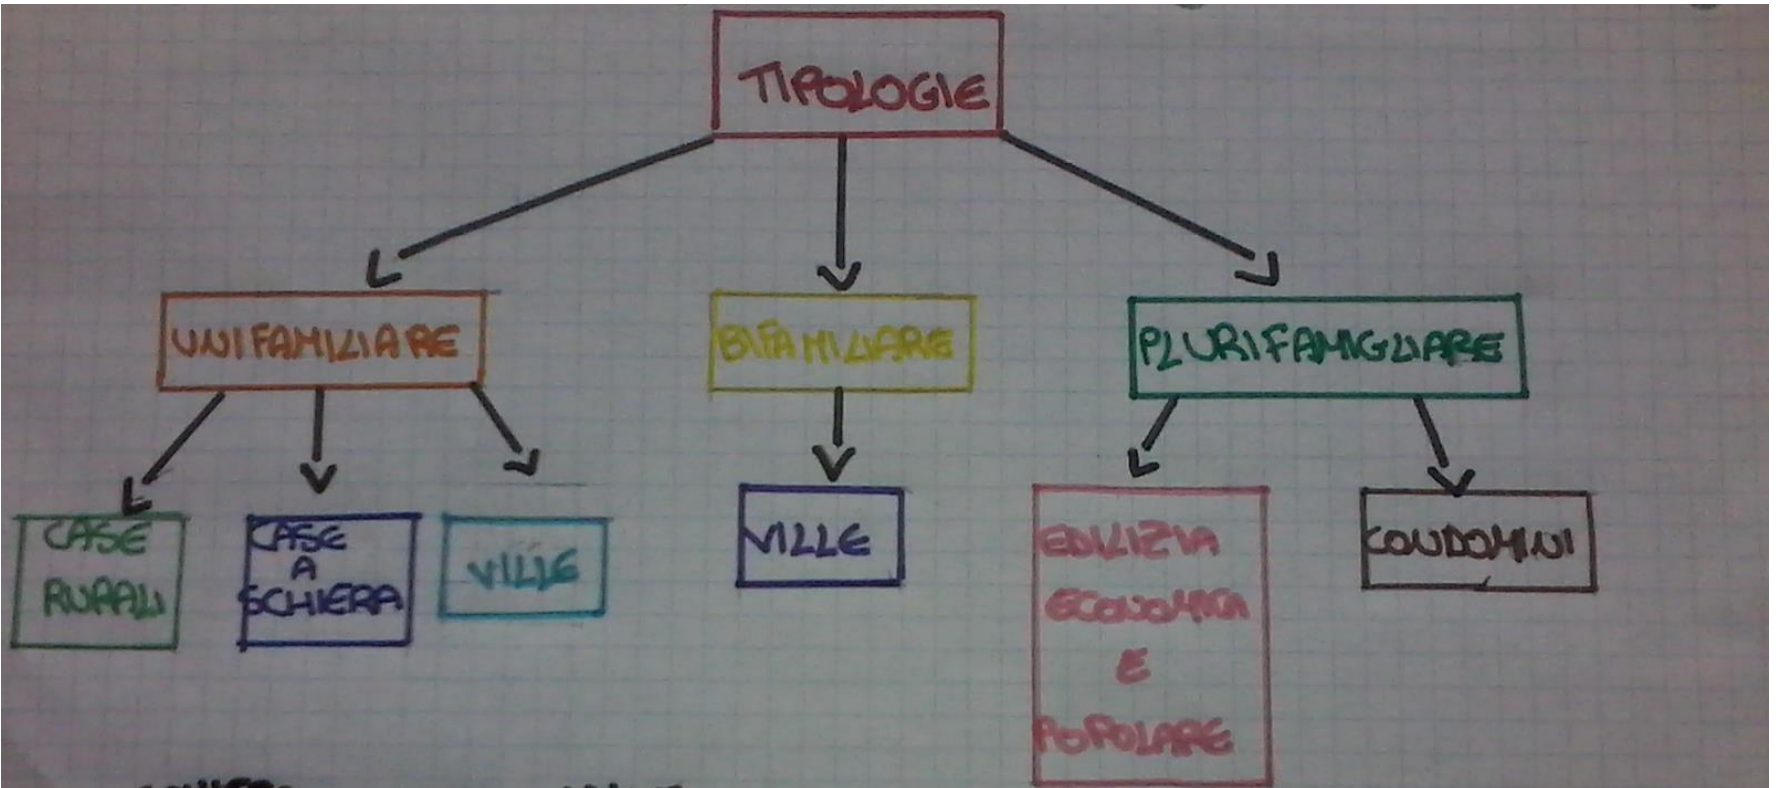 TIPOLOGIE
UNIFAMILIARE
BIFAMILIARE
PLURIFAMIGLIARE
CASE
RURALI
CASE
A
SCHIERA
VILLE
VILLE
EDILIZIA
ECONOMICA
E
POPOLARE
CONDOMINI